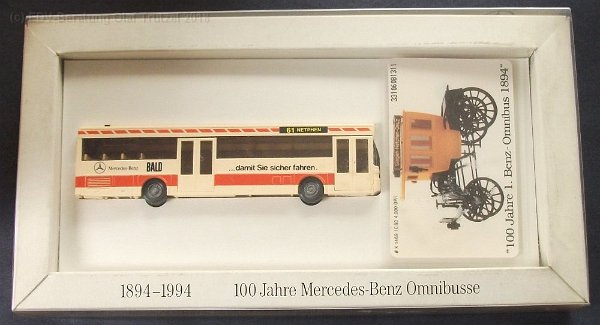 61 NETPHEN
Mercedes-Benz
BALD
...damit Sie sicher fahren.
33106081311
"100 Jahre 1. Benz-Omnibus 1894"
1894-1994 100 Jahre Mercedes-Benz Omnibusse